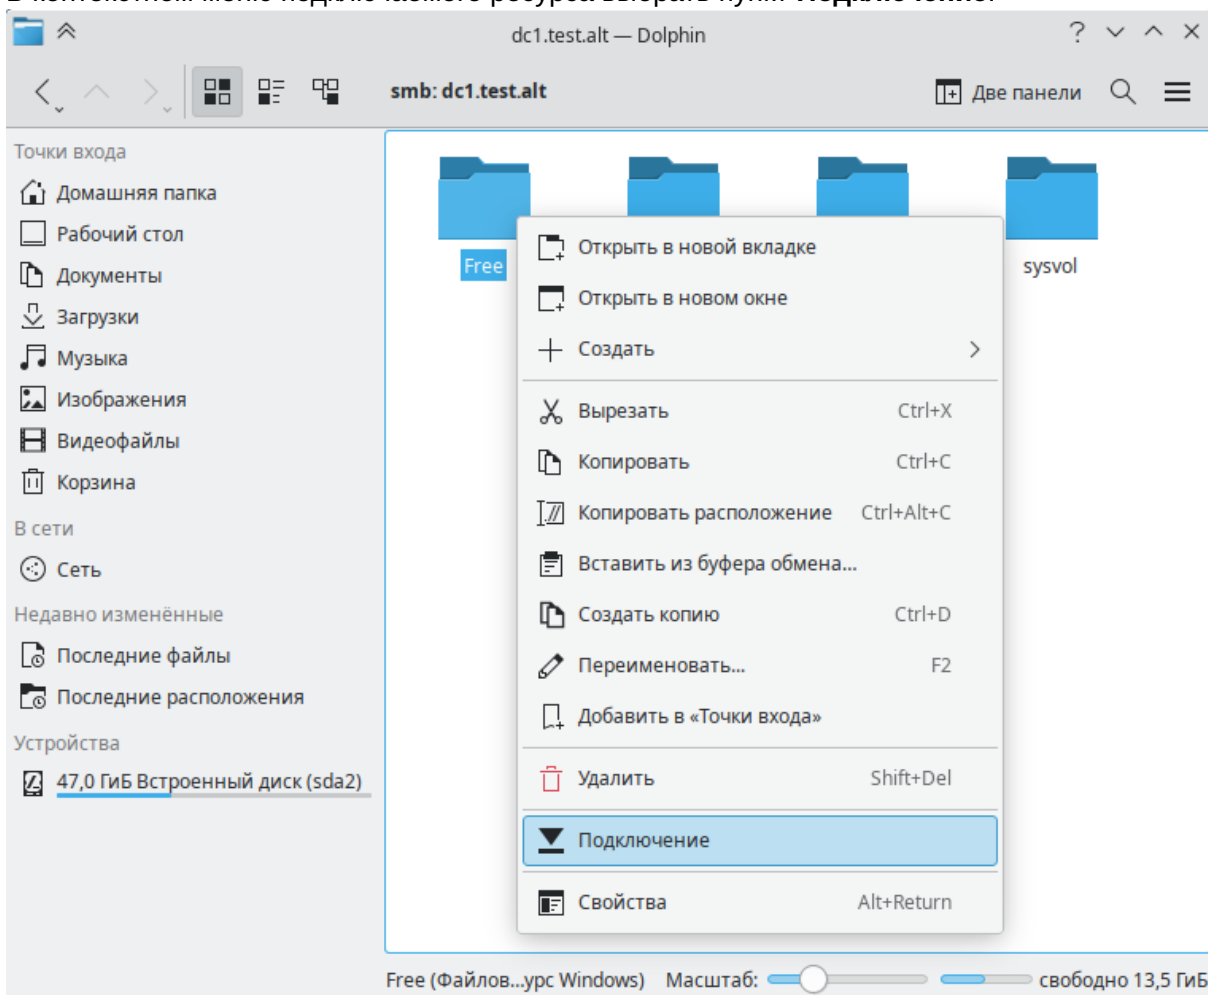 dc1.test.alt — Dolphin
smb: dc1.test.alt
Две панели
Точки входа
Домашняя папка
Рабочий стол
Документы
Загрузки
Музыка
Изображения
Видеофайлы
Корзина
В сети
Сеть
Недавно изменённые
Последние файлы
Последние расположения
Устройства
47,0 ГиБ Встроенный диск (sda2)
Free
sysvol
Открыть в новой вкладке
Открыть в новом окне
Создать
Вырезать Ctrl+X
Копировать Ctrl+C
Копировать расположение Ctrl+Alt+C
Вставить из буфера обмена...
Создать копию Ctrl+D
Переименовать... F2
Добавить в «Точки входа»
Удалить Shift+Del
Подключение
Свойства Alt+Return
Free (Файлов...урс Windows) Масштаб: свободно 13,5 ГиБ